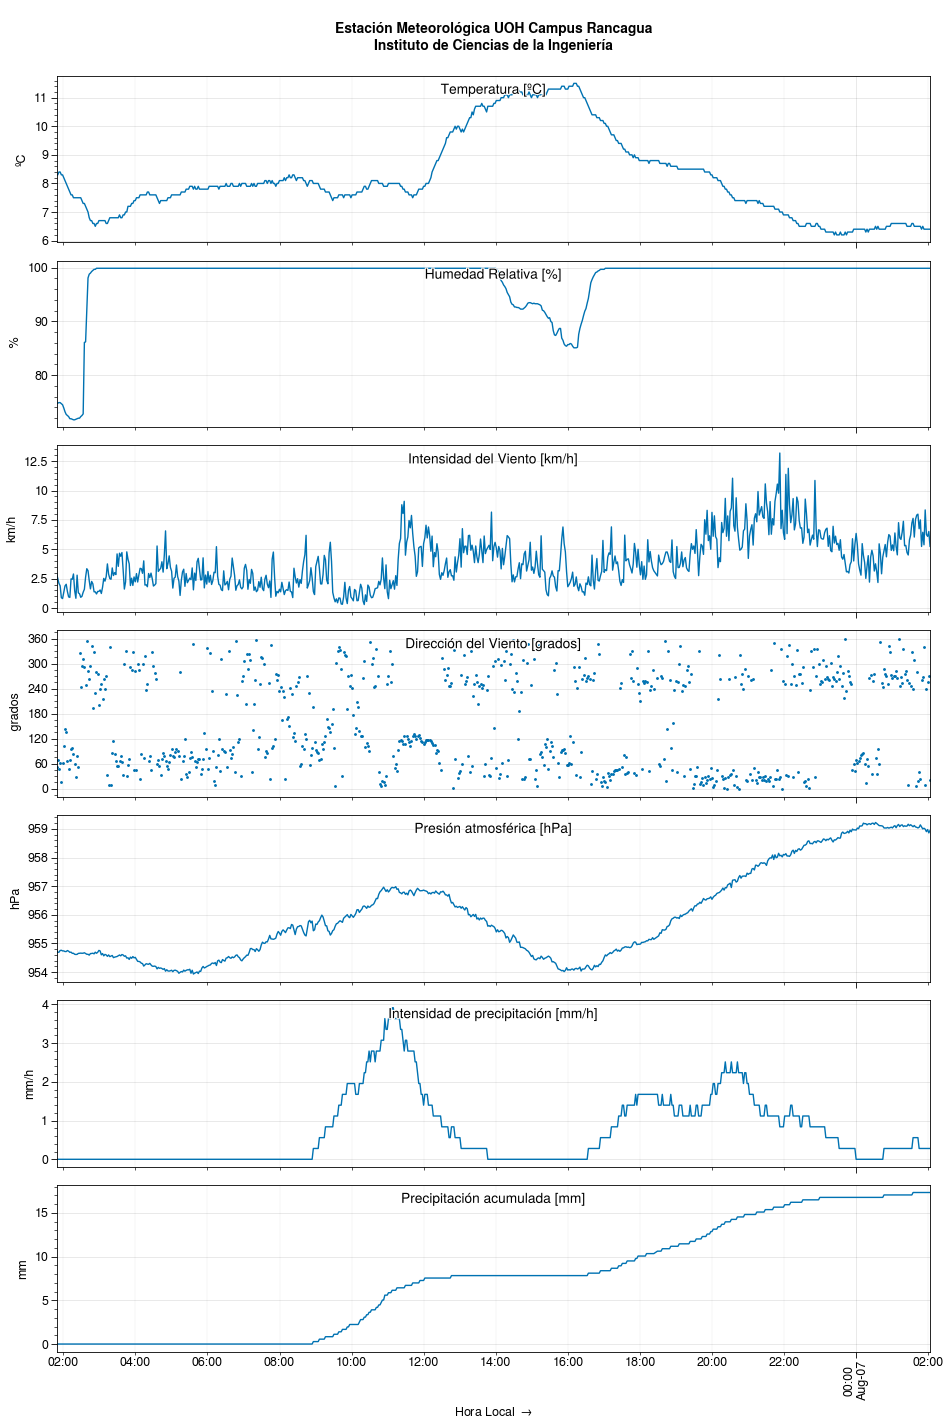 Estación Meteorológica UOH Campus Rancagua
Instituto de Ciencias de la Ingeniería
Temperatura [ºC]
ºC
11
10
9
8
7
6
Humedad Relativa [%]
%
100
90
80
Intensidad del Viento [km/h]
km/h
12.5
10
7.5
5
2.5
0
Dirección del Viento [grados]
grados
360
300
240
180
120
60
0
Presión atmosférica [hPa]
hPa
959
958
957
956
955
954
Intensidad de precipitación [mm/h]
mm/h
4
3
2
1
0
Precipitación acumulada [mm]
mm
15
10
5
0
02:00 04:00 06:00 08:00 10:00 12:00 14:00 16:00 18:00 20:00 22:00 00:00 02:00
Aug-07
Hora Local →